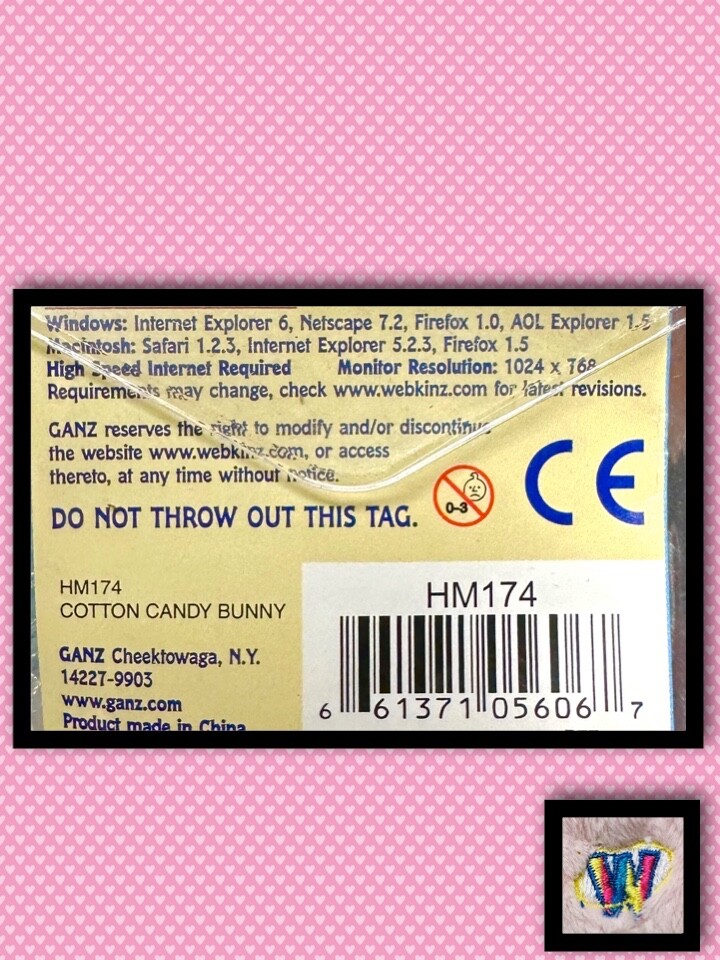 Windows: Internet Explorer 6, Netscape 7.2, Firefox 1.0, AOL Explorer 1.5
Macintosh: Safari 1.2.3, Internet Explorer 5.2.3, Firefox 1.5
High Speed Internet Required Monitor Resolution: 1024 x 768
Requirements may change, check www.webkinz.com for latest revisions.
GANZ reserves the right to modify and/or discontinue
the website www.webkinz.com, or access
thereto, at any time without notice.
DO NOT THROW OUT THIS TAG.
0-3
CE
HM174
COTTON CANDY BUNNY
GANZ Cheektowaga, N.Y.
14227-9903
www.ganz.com
Product made in China
HM174
6 61371 05606 7
W